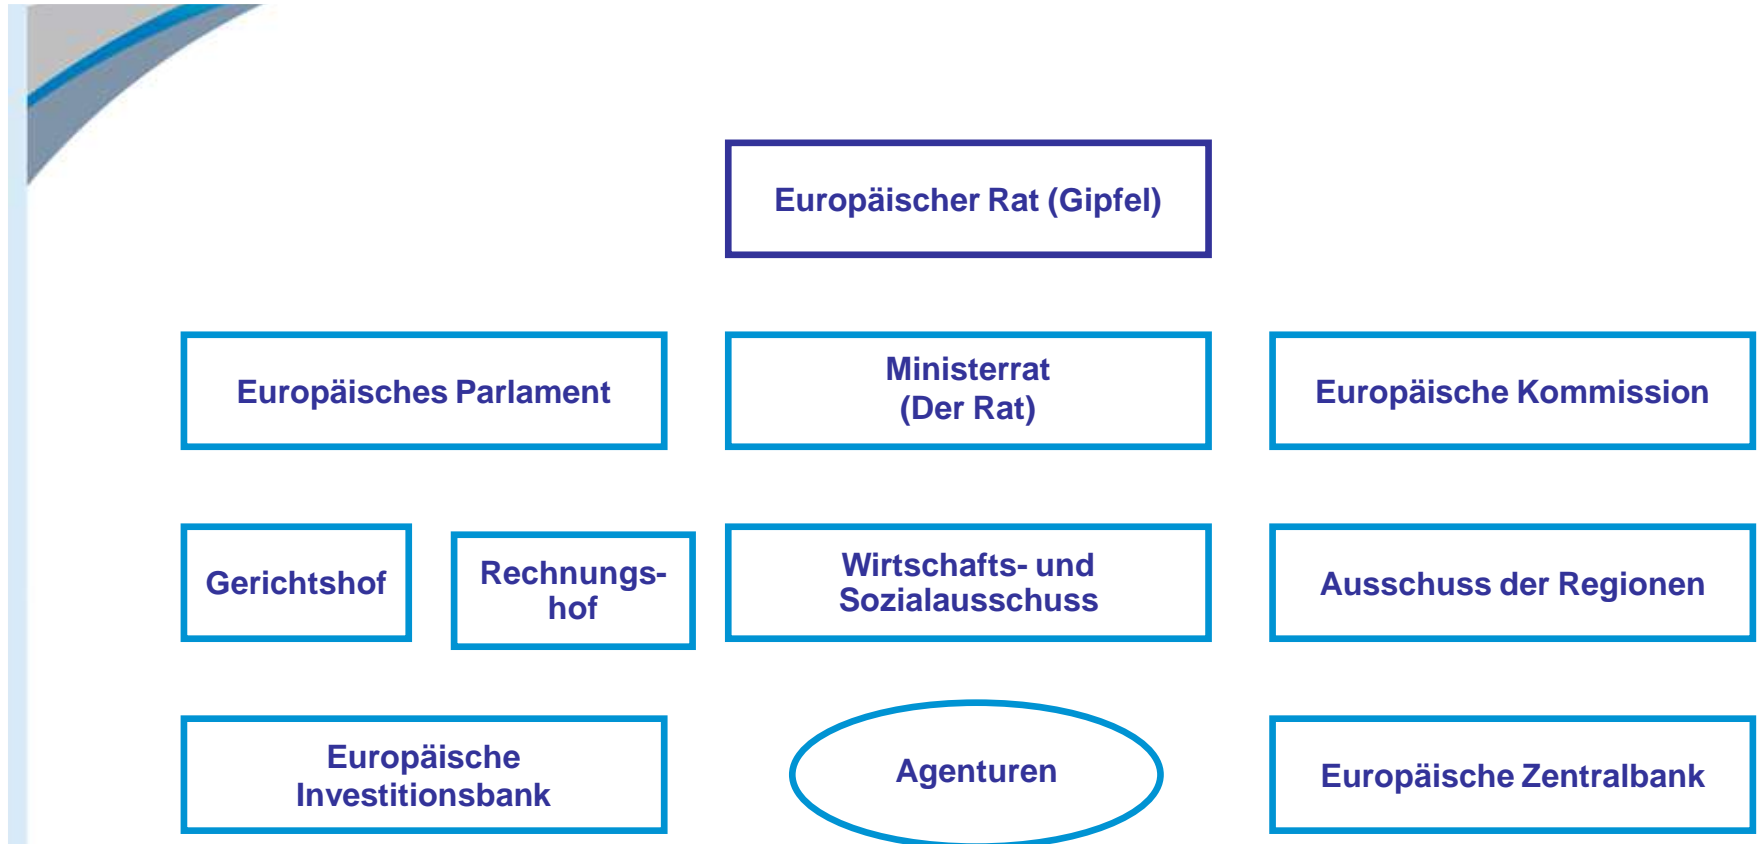 Europäischer Rat (Gipfel)
Europäisches Parlament
Ministerrat
(Der Rat)
Europäische Kommission
Gerichtshof
Rechnungs-
hof
Wirtschafts- und
Sozialausschuss
Ausschuss der Regionen
Europäische
Investitionsbank
Agenturen
Europäische Zentralbank